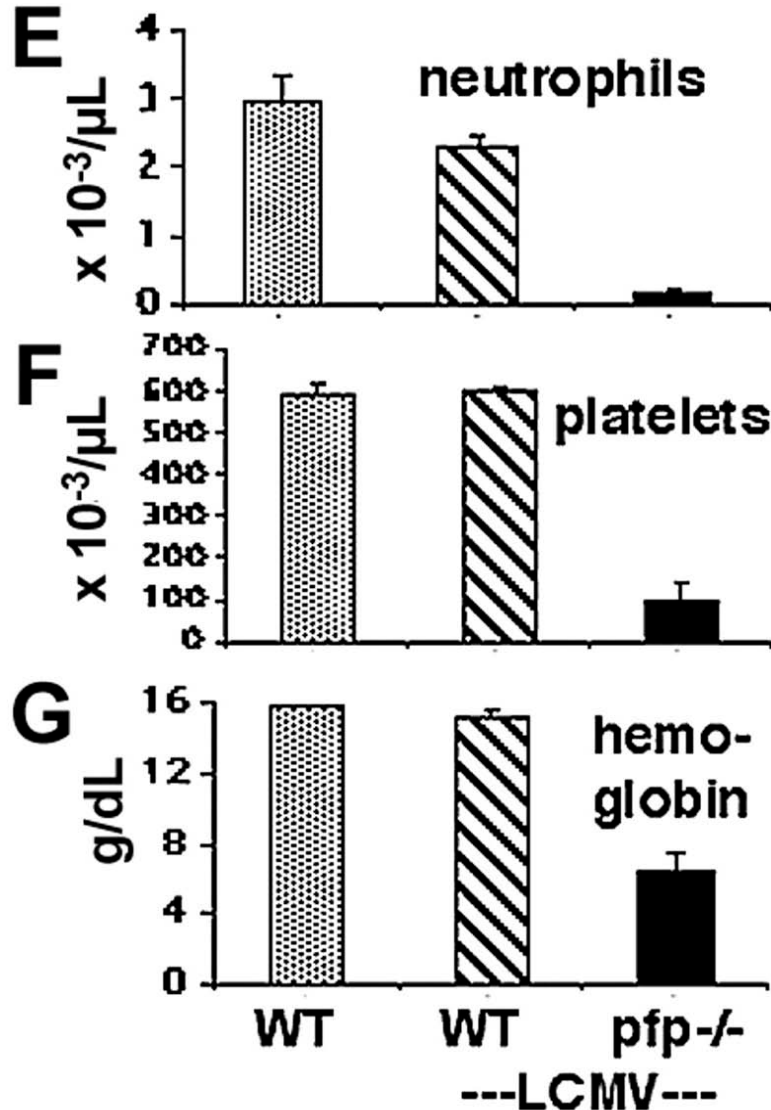 E
4
3
2
1
0
x 10-3/µL
neutrophils
F
700
600
500
400
300
200
100
0
x 10-3/µL
platelets
G
16
12
8
4
0
g/dL
hemo-
globin
WT WT pfp-/-
---LCMV---